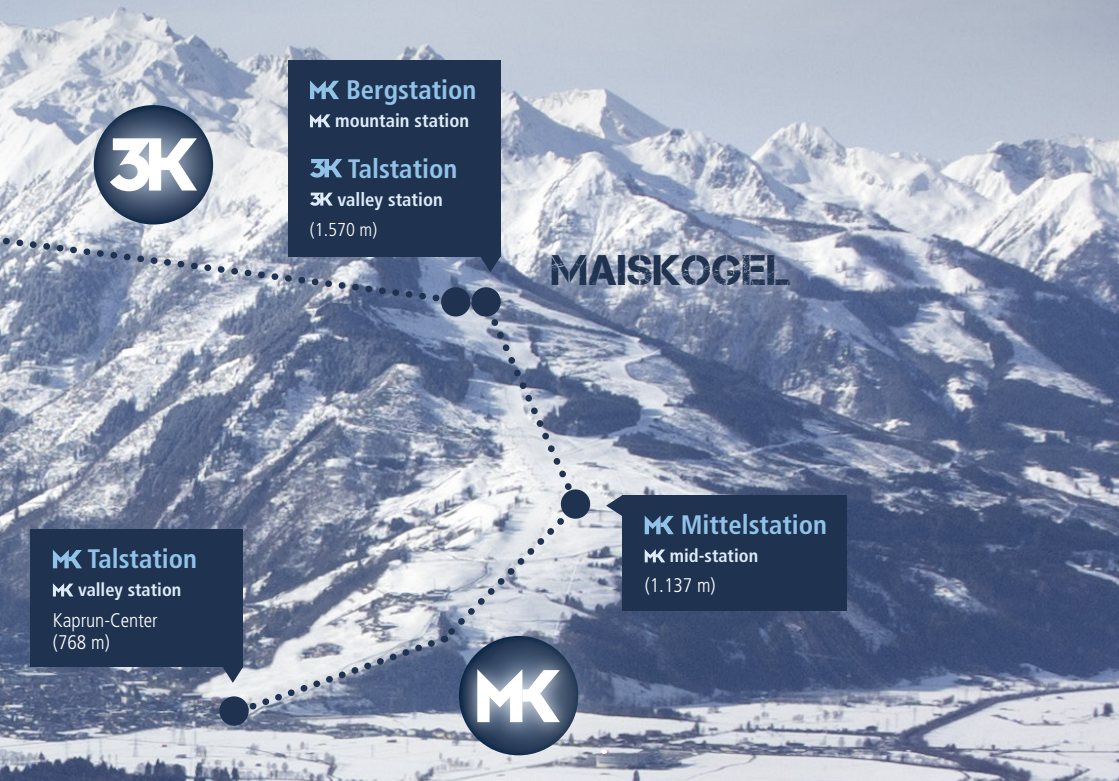 MK Bergstation
MK mountain station
3K Talstation
3K valley station
(1.570 m)
3K
MAISKOGEL
MK Mittelstation
MK mid-station
(1.137 m)
MK Talstation
MK valley station
Kaprun-Center
(768 m)
MK